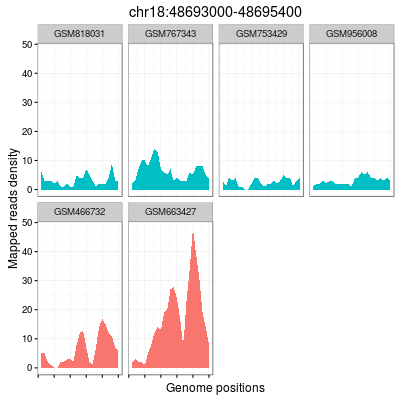 chr18:48693000-48695400
GSM818031 GSM767343 GSM753429 GSM956008
50
40
30
20
10
0
Mapped reads density
GSM466732 GSM663427
50
40
30
20
10
0
Genome positions